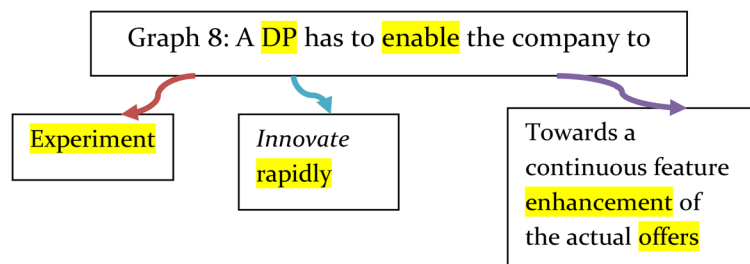 Graph 8: A DP has to enable the company to
Experiment
Innovate
rapidly
Towards a
continuous feature
enhancement of
the actual offers